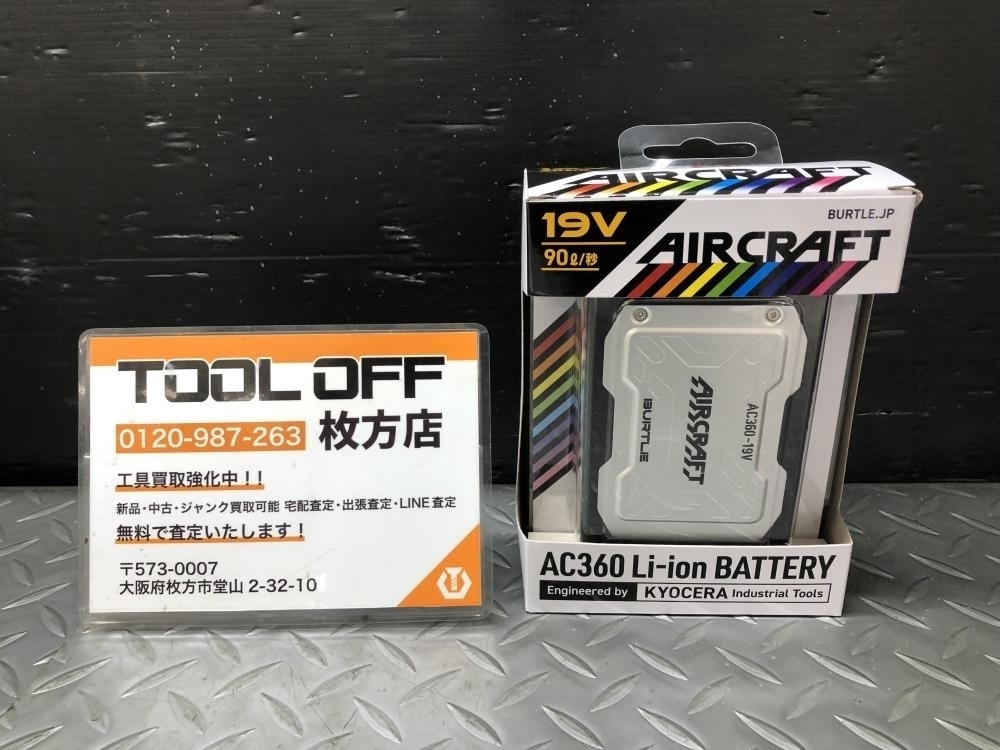 TOOL OFF
0120-987-263 枚方店
工具買取強化中!!
新品・中古・ジャンク買取可能 宅配査定・出張査定・LINE査定
無料で査定いたします!
〒573-0007
大阪府枚方市堂山 2-32-10
AIRCRAFT
19V
90ℓ/秒
BURTLE.JP
AIRCRAFT
AC360-19V
AIRCRAFT
BURTLE
AC360 Li-ion BATTERY
Engineered by KYOCERA Industrial Tools